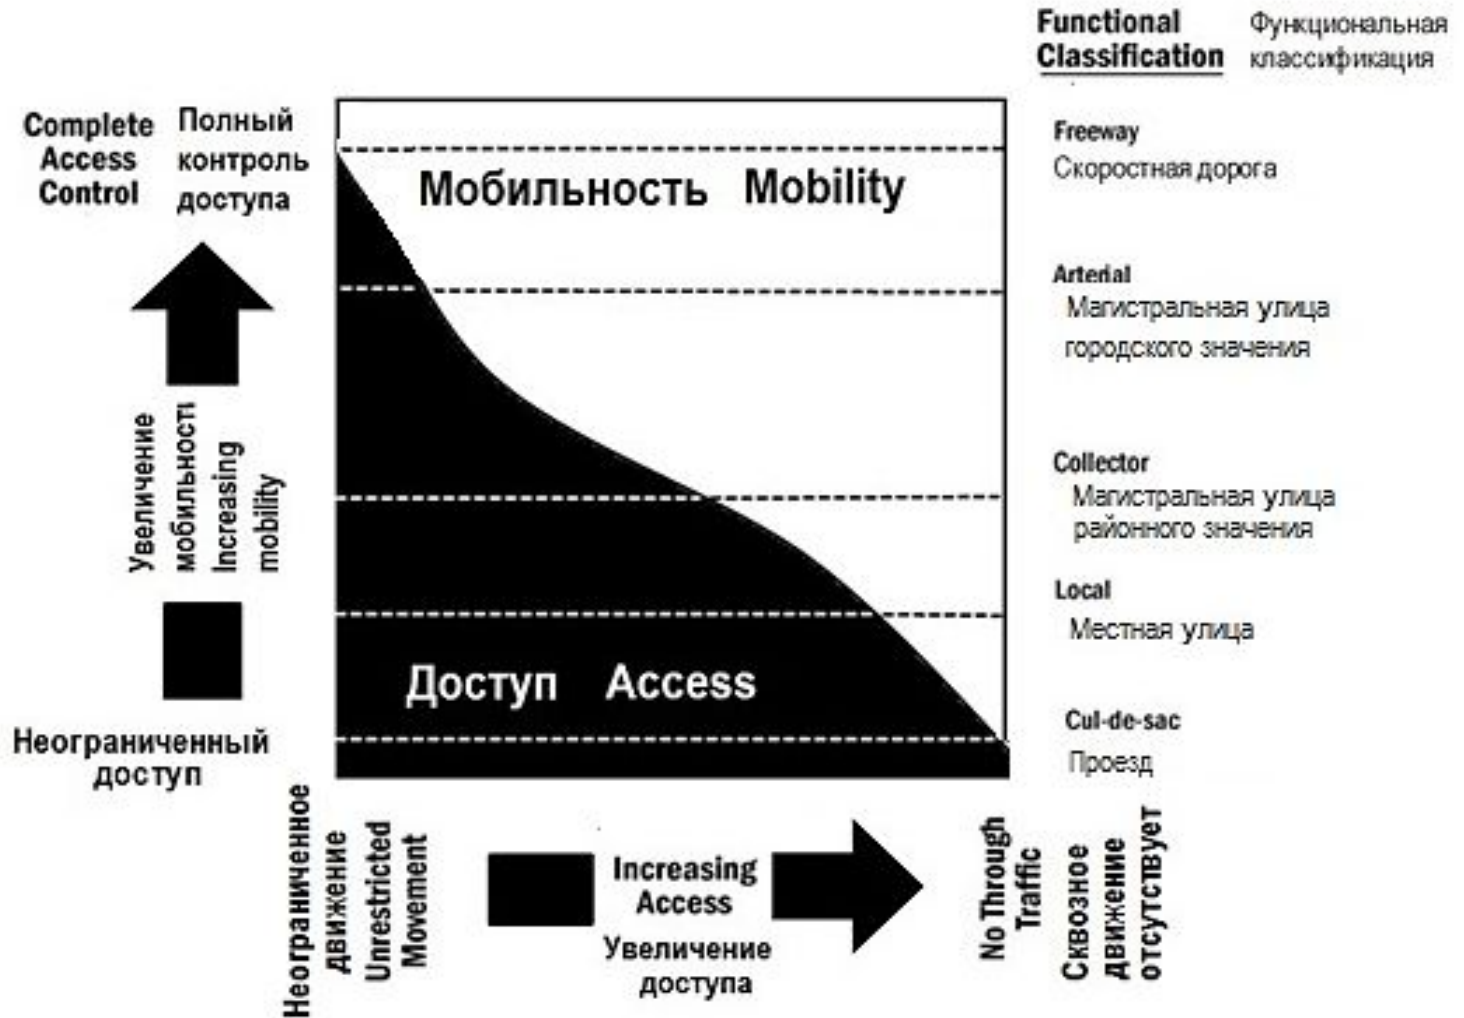 Functional
Classification
Функциональная
классификация
Complete
Access
Control
Полный
контроль
доступа
Мобильность Mobility
Freeway
Скоростная дорога
Arterial
Магистральная улица
городского значения
Увеличение
мобильности
Increasing
mobility
Collector
Магистральная улица
районного значения
Local
Местная улица
Доступ Access
Неограниченный
доступ
Cul-de-sac
Проезд
Неограниченное
движение
Unrestricted
Movement
Increasing
Access
Увеличение
доступа
No Through
Traffic
Сквозное
движение
отсутствует